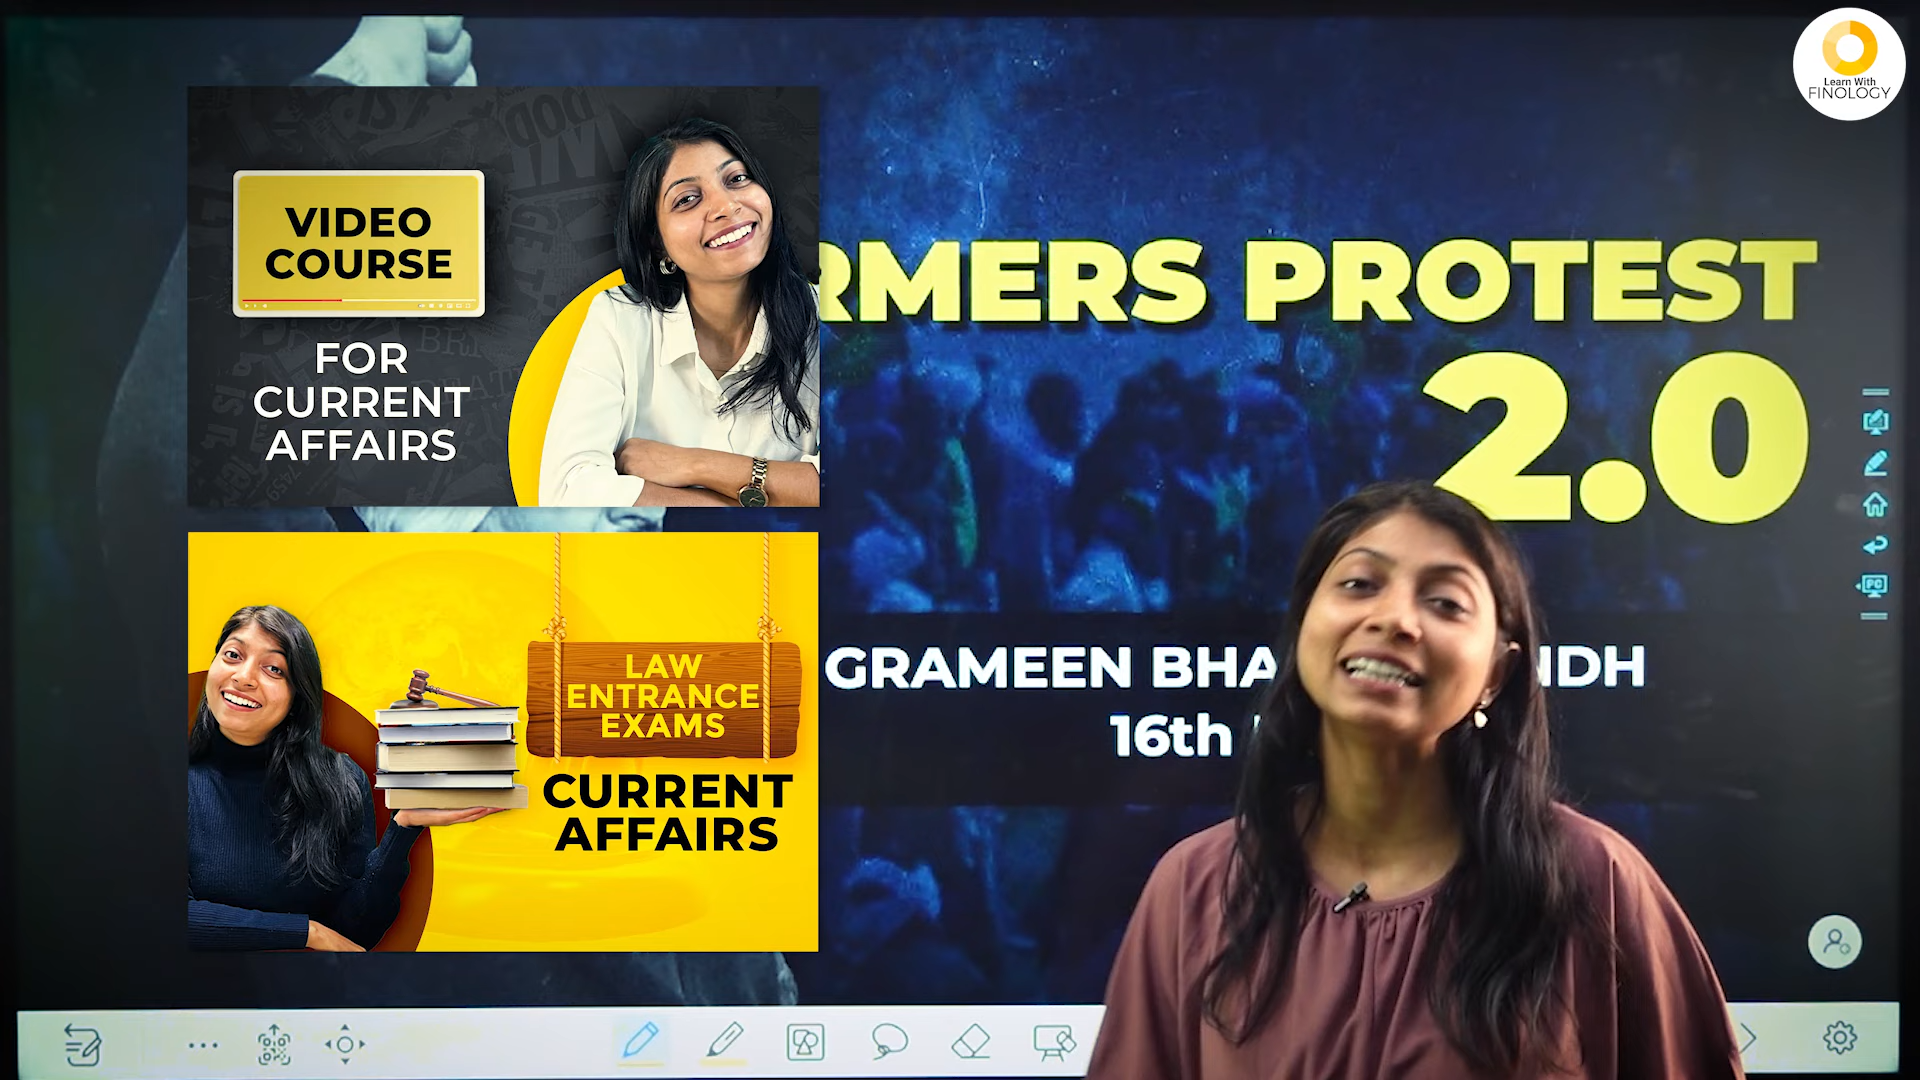 Learn With
FINOLOGY
VIDEO
COURSE
FOR
CURRENT
AFFAIRS
RMERS PROTEST
2.0
PC
LAW
ENTRANCE
EXAMS
CURRENT
AFFAIRS
GRAMEEN BHA NDH
16th